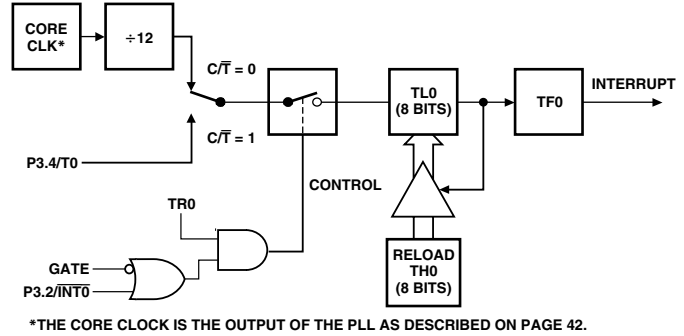 CORE
CLK*
÷12
C/T̅ = 0
C/T̅ = 1
P3.4/T0
TL0
(8 BITS)
TF0
INTERRUPT
CONTROL
TR0
GATE
P3.2/I̅N̅T̅0̅
RELOAD
TH0
(8 BITS)
*THE CORE CLOCK IS THE OUTPUT OF THE PLL AS DESCRIBED ON PAGE 42.